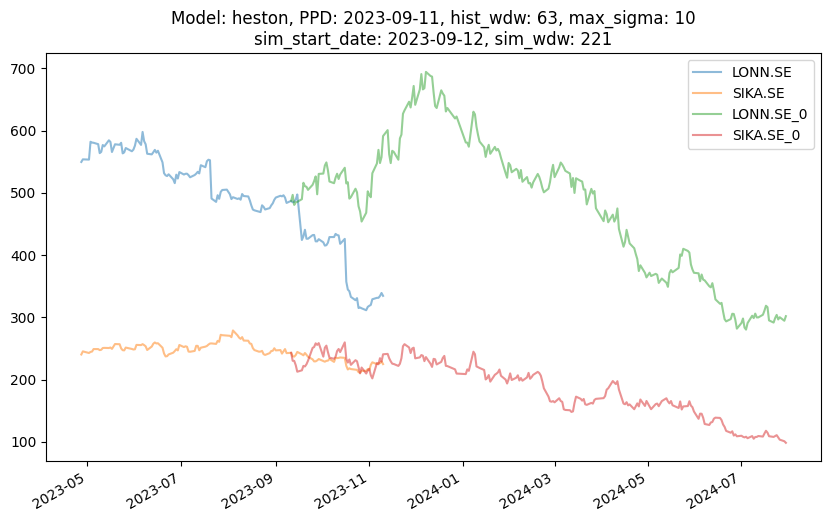 Model: heston, PPD: 2023-09-11, hist_wdw: 63, max_sigma: 10
sim_start_date: 2023-09-12, sim_wdw: 221
LONN.SE
SIKA.SE
LONN.SE_0
SIKA.SE_0
700
600
500
400
300
200
100
2023-05
2023-07
2023-09
2023-11
2024-01
2024-03
2024-05
2024-07